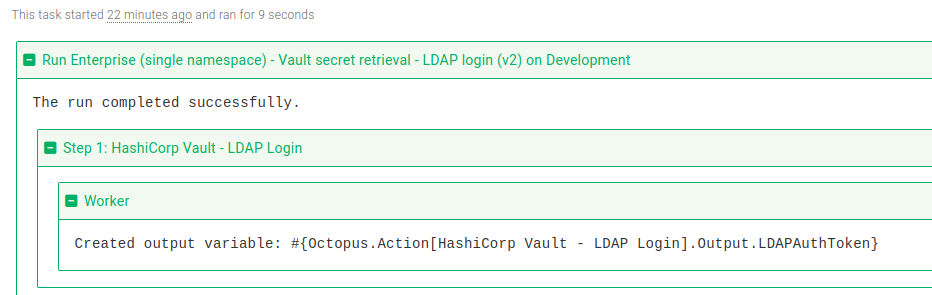 This task started 22 minutes ago and ran for 9 seconds
Run Enterprise (single namespace) - Vault secret retrieval - LDAP login (v2) on Development
The run completed successfully.
Step 1: HashiCorp Vault - LDAP Login
Worker
Created output variable: #{Octopus.Action[HashiCorp Vault - LDAP Login].Output.LDAPAuthToken}